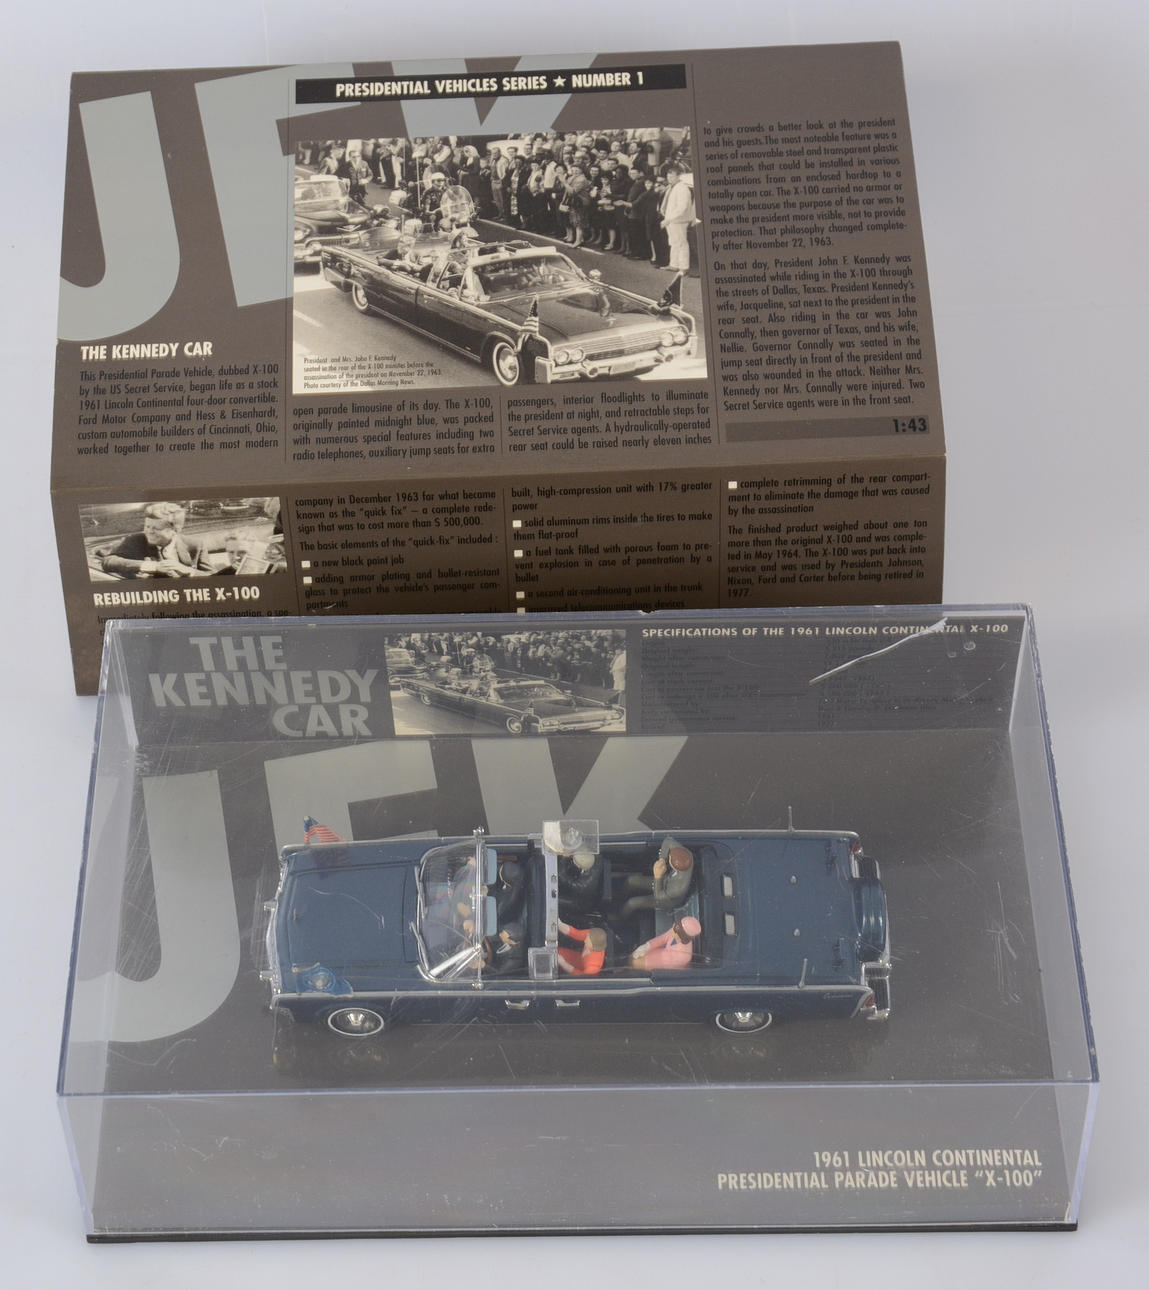 JFK
PRESIDENTIAL VEHICLES SERIES ★ NUMBER 1
THE KENNEDY CAR
This Presidential Parade Vehicle, dubbed X-100
by the US Secret Service, began life as a stock
1961 Lincoln Continental four-door convertible.
Ford Motor Company and Hess & Eisenhardt,
custom automobile builders of Cincinnati, Ohio,
worked together to create the most modern
President and Mrs. John F. Kennedy
seated in the rear of the X-100 minutes before the
assassination of the president on November 22, 1963.
Photo courtesy of the Dallas Morning News.
open parade limousine of its day. The X-100,
originally painted midnight blue, was packed
with numerous special features including two
radio telephones, auxiliary jump seats for extra
passengers, interior floodlights to illuminate
the president at night, and retractable steps for
Secret Service agents. A hydraulically-operated
rear seat could be raised nearly eleven inches
to give crowds a better look at the president
and his guests.The most noteable feature was a
series of removable steel and transparent plastic
roof panels that could be installed in various
combinations from an enclosed hardtop to a
totally open car. The X-100 carried no armor or
weapons because the purpose of the car was to
make the president more visible, not to provide
protection. That philosophy changed complete-
ly after November 22, 1963.
On that day, President John F. Kennedy was
assassinated while riding in the X-100 through
the streets of Dallas, Texas. President Kennedy's
wife, Jacqueline, sat next to the president in the
rear seat. Also riding in the car was John
Connally, then governor of Texas, and his wife,
Nellie. Governor Connally was seated in the
jump seat directly in front of the president and
was also wounded in the attack. Neither Mrs.
Kennedy nor Mrs. Connally were injured. Two
Secret Service agents were in the front seat.
1:43
REBUILDING THE X-100
Immediately following the assassination, a spe-
company in December 1963 for what became
known as the "quick fix" – a complete rede-
sign that was to cost more than $ 500,000.
The basic elements of the "quick-fix" included :
a new black paint job
adding armor plating and bullet-resistant
glass to protect the vehicle's passenger com-
partments
built, high-compression unit with 17% greater
power
solid aluminum rims inside the tires to make
them flat-proof
a fuel tank filled with porous foam to pre-
vent explosion in case of penetration by a
bullet
a second air-conditioning unit in the trunk
improved telecommunications devices
complete retrimming of the rear compart-
ment to eliminate the damage that was caused
by the assassination
The finished product weighed about one ton
more than the original X-100 and was comple-
ted in May 1964. The X-100 was put back into
service and was used by Presidents Johnson,
Nixon, Ford and Carter before being retired in
1977.
THE
KENNEDY
CAR
SPECIFICATIONS OF THE 1961 LINCOLN CONTINENTAL X-100
JFK
1961 LINCOLN CONTINENTAL
PRESIDENTIAL PARADE VEHICLE "X-100"